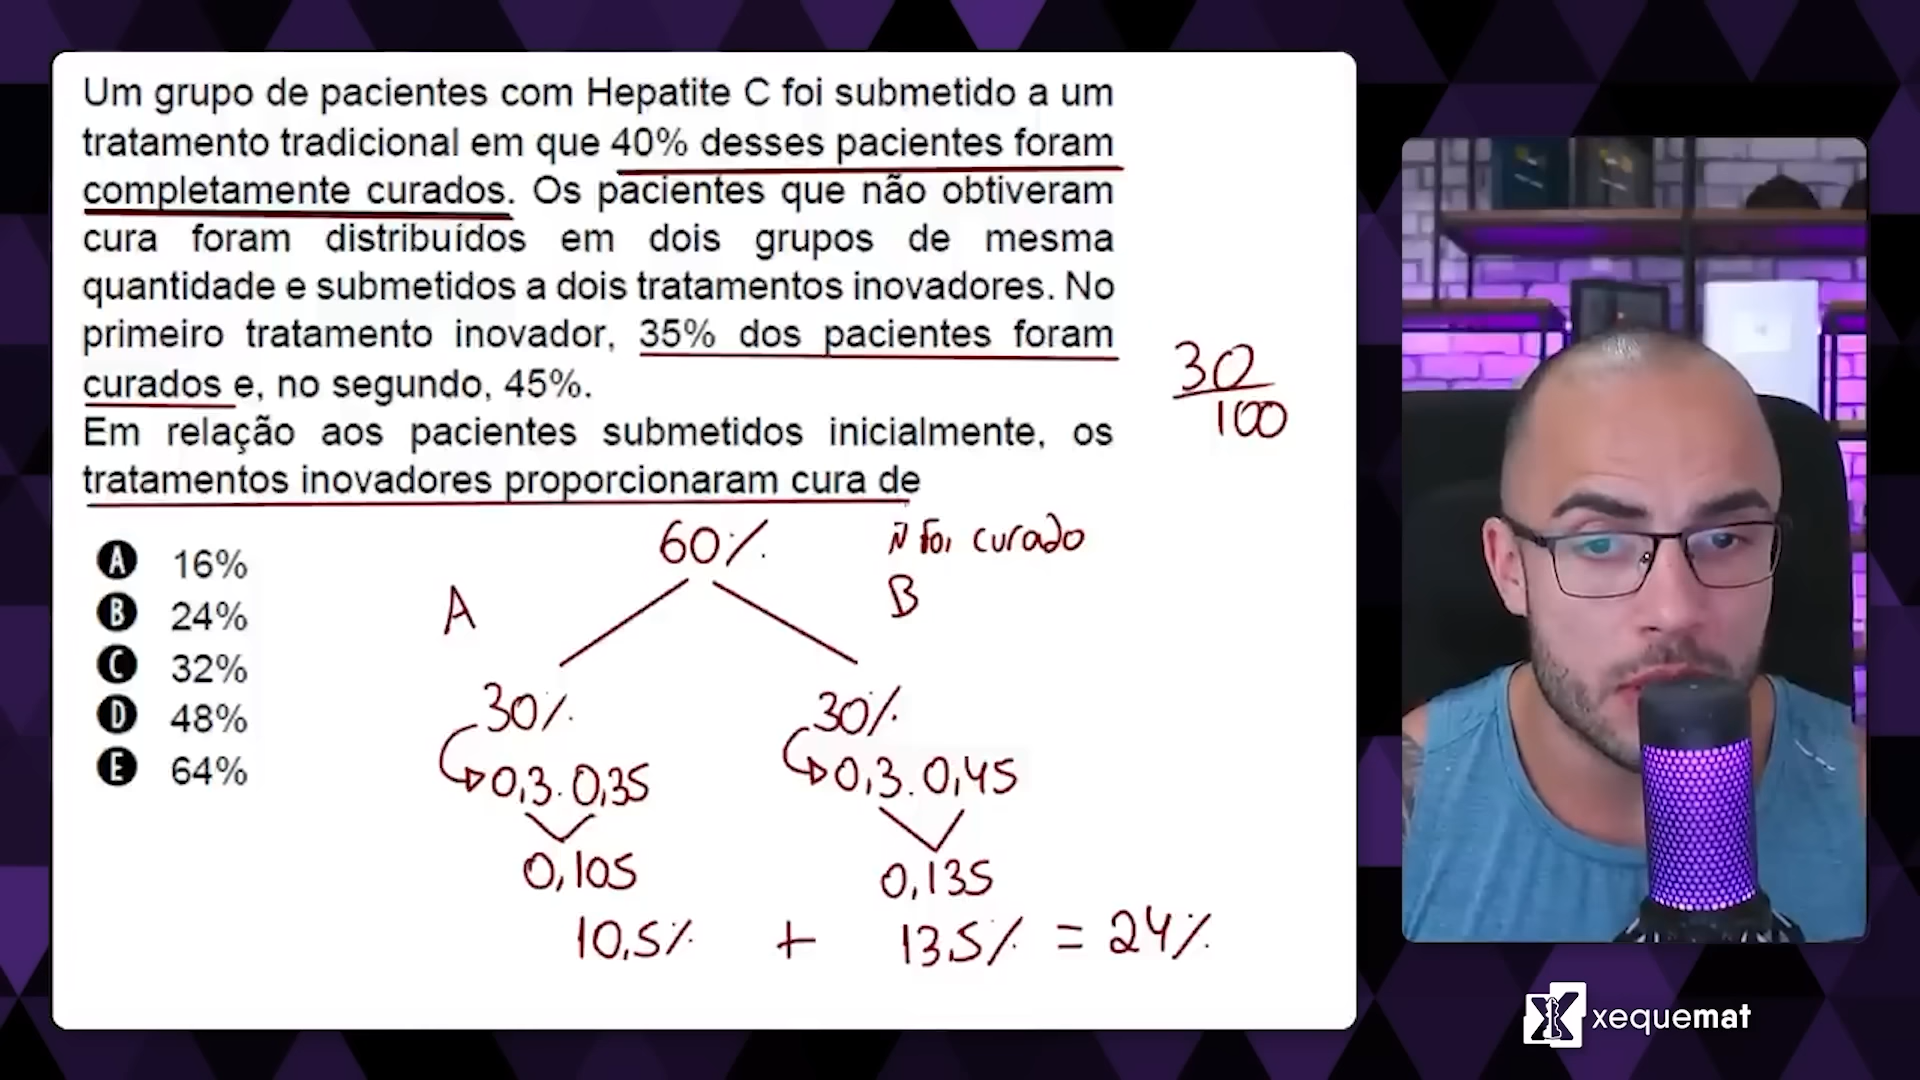 Um grupo de pacientes com Hepatite C foi submetido a um
tratamento tradicional em que 40% desses pacientes foram
completamente curados. Os pacientes que não obtiveram
cura foram distribuídos em dois grupos de mesma
quantidade e submetidos a dois tratamentos inovadores. No
primeiro tratamento inovador, 35% dos pacientes foram
curados e, no segundo, 45%.
Em relação aos pacientes submetidos inicialmente, os
tratamentos inovadores proporcionaram cura de
A 16%
B 24%
C 32%
D 48%
E 64%
30
100
60% Ñ foi curado
A B
30% 30%
0,3.0,35 0,3.0,45
0,105 0,135
10,5% + 13,5% = 24%
xequemat